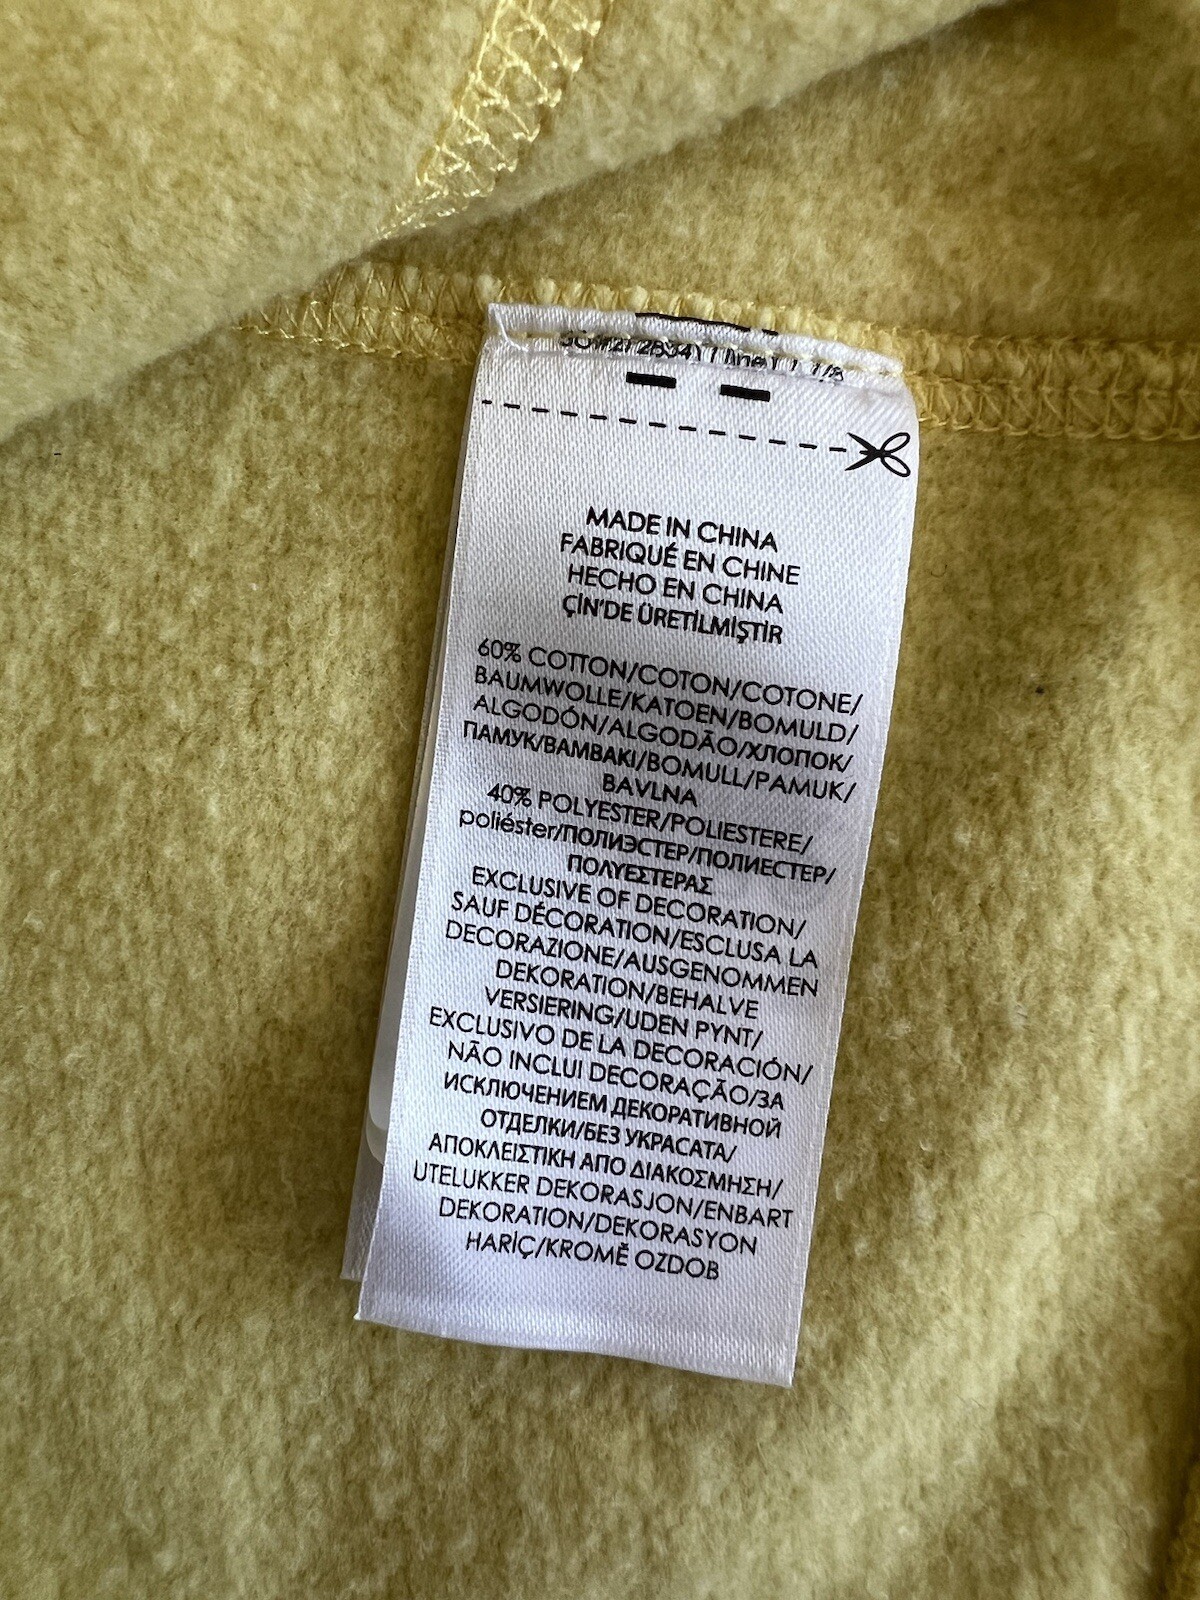 MADE IN CHINA
FABRIQUÉ EN CHINE
HECHO EN CHINA
ÇİN'DE ÜRETİLMİŞTİR
60% COTTON/COTON/COTONE/
BAUMWOLLE/KATOEN/BOMULD/
ALGODÓN/ALGODÃO/ХЛОПОК/
ПАМУК/ΒΑΜΒΑΚΙ/BOMULL/PAMUK/
BAVLNA
40% POLYESTER/POLIESTERE/
poliéster/ПОЛИЭСТЕР/ПОЛИЕСТЕР/
ΠΟΛΥΕΣΤΕΡΑΣ
EXCLUSIVE OF DECORATION/
SAUF DÉCORATION/ESCLUSA LA
DECORAZIONE/AUSGENOMMEN
DEKORATION/BEHALVE
VERSIERING/UDEN PYNT/
EXCLUSIVO DE LA DECORACIÓN/
NÃO INCLUI DECORAÇÃO/ЗА
ИСКЛЮЧЕНИЕМ ДЕКОРАТИВНОЙ
ОТДЕЛКИ/БЕЗ УКРАСАТА/
ΑΠΟΚΛΕΙΣΤΙΚΗ ΑΠΟ ΔΙΑΚΟΣΜΗΣΗ/
UTELUKKER DEKORASJON/ENBART
DEKORATION/DEKORASYON
HARİÇ/KROMĚ OZDOB